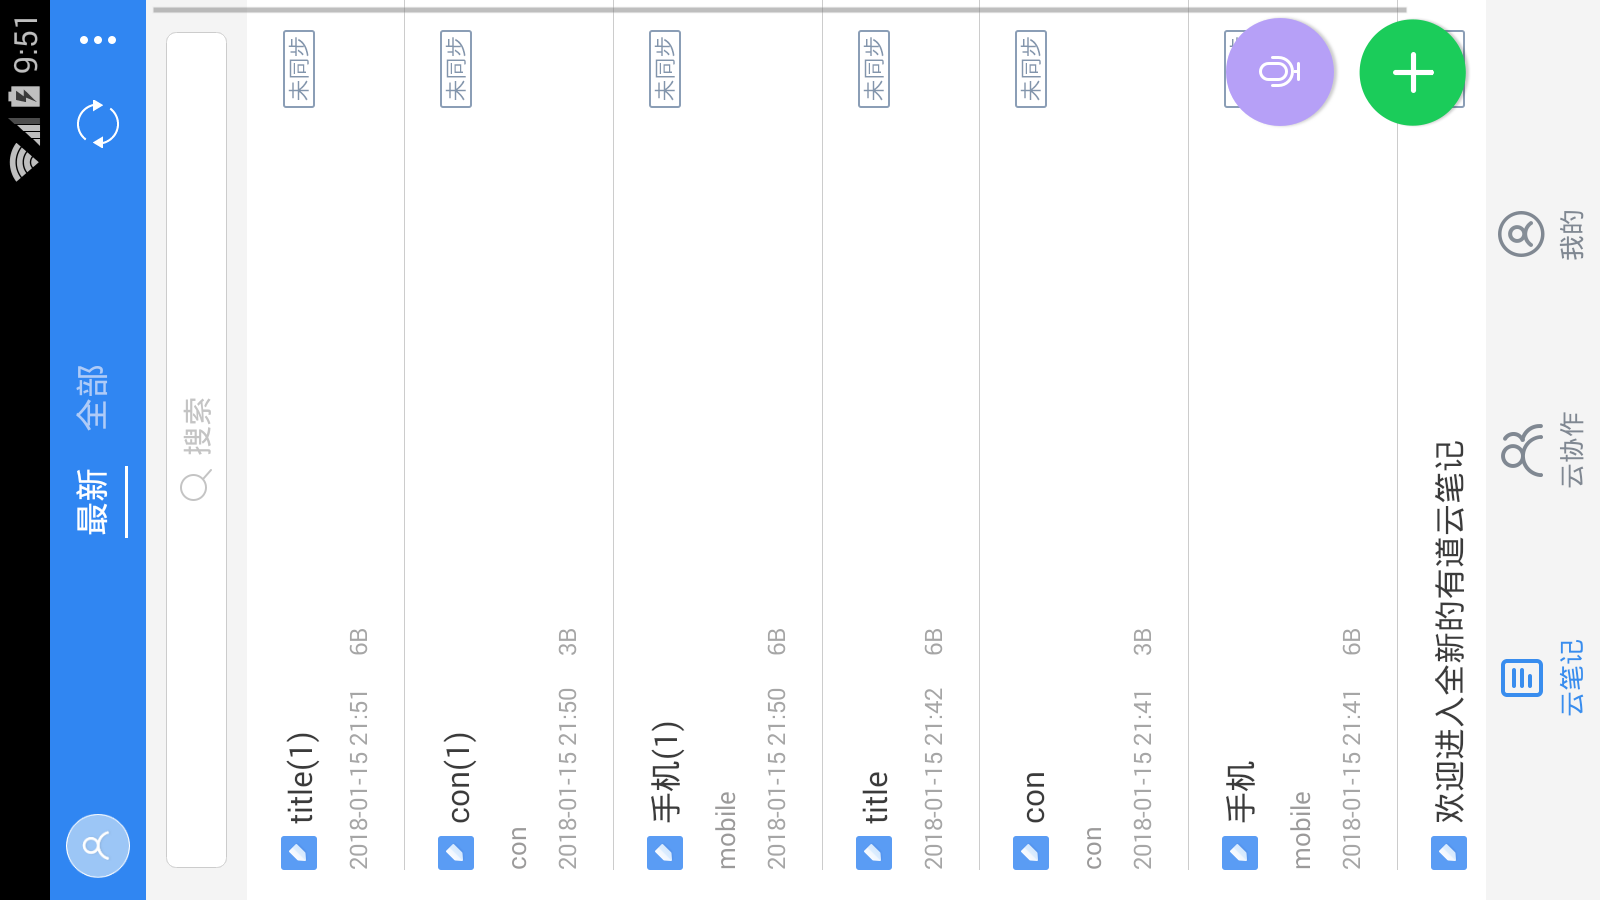 9:51
最新 全部
搜索
title(1) 未同步
2018-01-15 21:51 6B
con(1) 未同步
con
2018-01-15 21:50 3B
手机(1) 未同步
mobile
2018-01-15 21:50 6B
title 未同步
2018-01-15 21:42 6B
con 未同步
con
2018-01-15 21:41 3B
手机
mobile
2018-01-15 21:41 6B
欢迎进入全新的有道云笔记
云笔记 云协作 我的